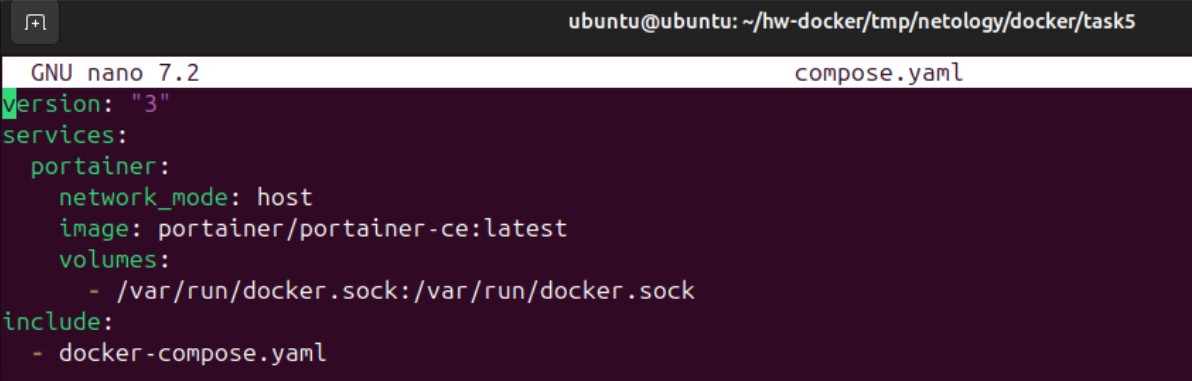 ubuntu@ubuntu: ~/hw-docker/tmp/netology/docker/task5
GNU nano 7.2 compose.yaml
version: "3"
services:
  portainer:
    network_mode: host
    image: portainer/portainer-ce:latest
    volumes:
      - /var/run/docker.sock:/var/run/docker.sock
include:
  - docker-compose.yaml